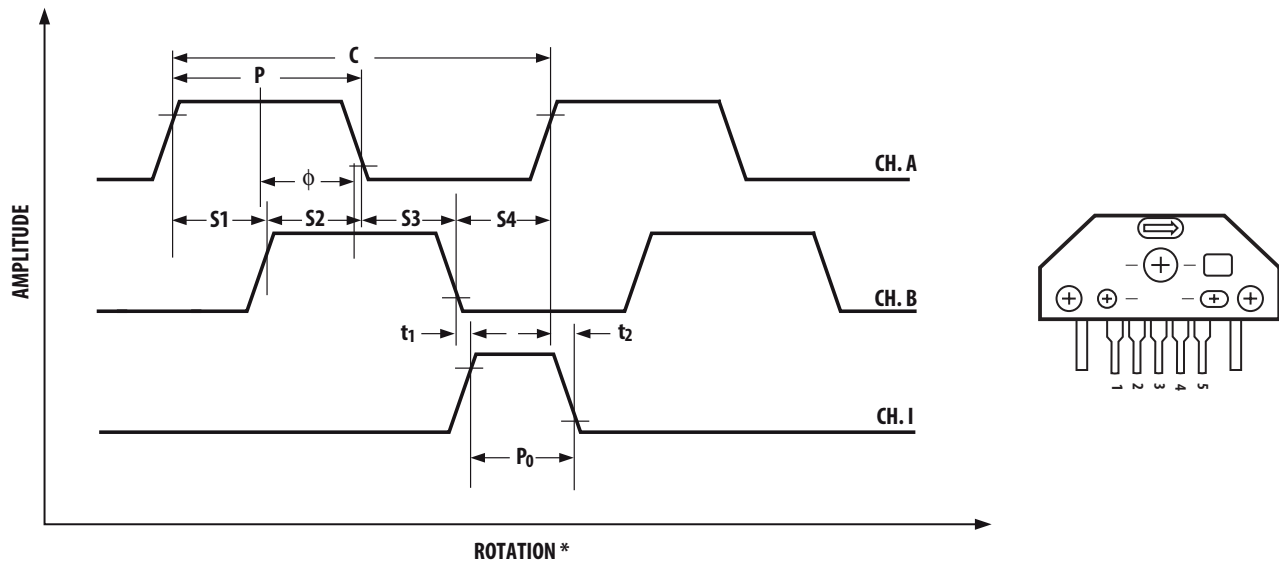 C
P
CH. A
ϕ
S1 S2 S3 S4
AMPLITUDE
CH. B
t1 t2
CH. I
P0
ROTATION *
1 2 3 4 5